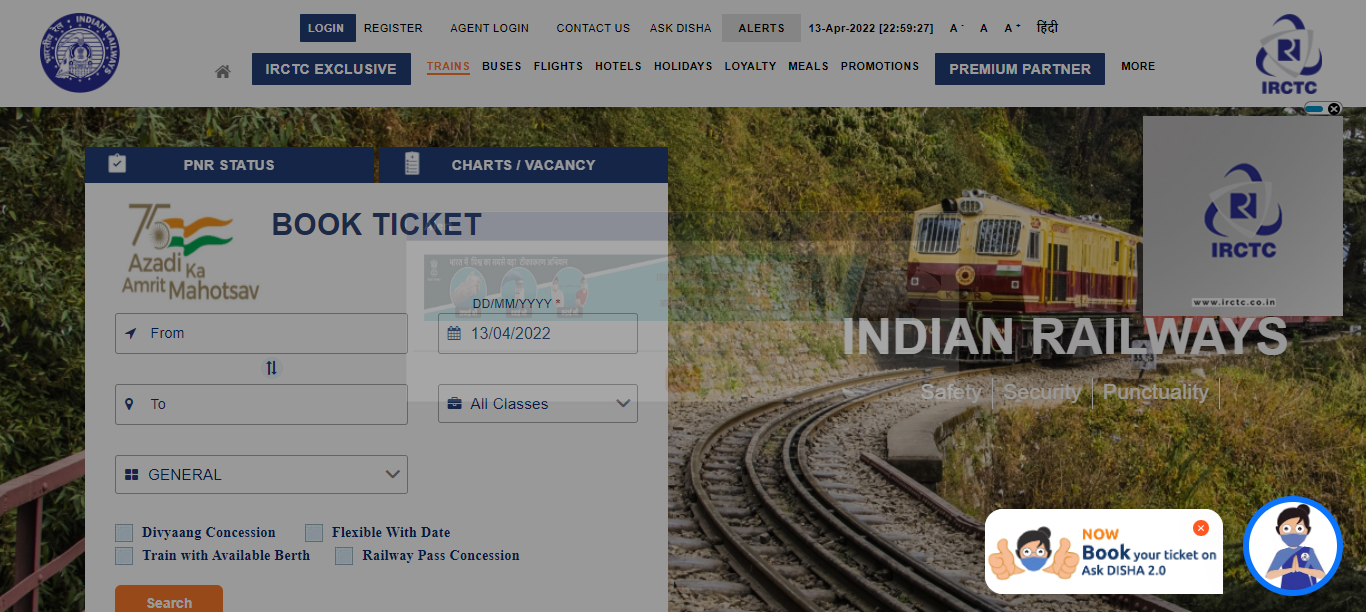 LOGIN REGISTER AGENT LOGIN CONTACT US ASK DISHA ALERTS 13-Apr-2022 [22:59:27] A - A A + हिंदी
IRCTC EXCLUSIVE TRAINS BUSES FLIGHTS HOTELS HOLIDAYS LOYALTY MEALS PROMOTIONS PREMIUM PARTNER MORE
भारतीय रेल INDIAN RAILWAYS
IRCTC
PNR STATUS CHARTS / VACANCY
75
Azadi Ka
Amrit Mahotsav
BOOK TICKET
DD/MM/YYYY *
From 13/04/2022
To All Classes
GENERAL
Divyaang Concession Flexible With Date
Train with Available Berth Railway Pass Concession
Search
IRCTC
www.irctc.co.in
INDIAN RAILWAYS
Safety | Security | Punctuality |
NOW
Book your ticket on
Ask DISHA 2.0